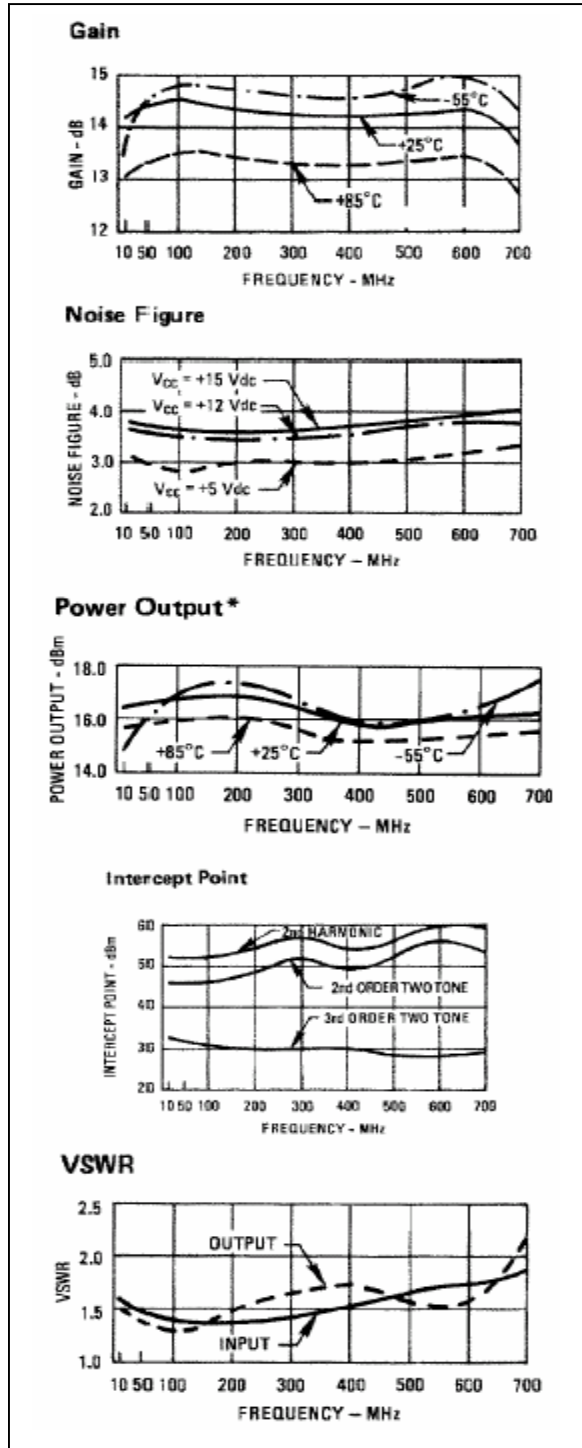 Gain
15
14
13
12
GAIN - dB
-55°C
+25°C
+85°C
10 50 100 200 300 400 500 600 700
FREQUENCY - MHz
Noise Figure
5.0
4.0
3.0
2.0
NOISE FIGURE - dB
VCC = +15 Vdc
VCC = +12 Vdc
VCC = +5 Vdc
10 50 100 200 300 400 500 600 700
FREQUENCY – MHz
Power Output*
18.0
16.0
14.0
POWER OUTPUT - dBm
+85°C
+25°C
-55°C
10 50 100 200 300 400 500 600 700
FREQUENCY – MHz
Intercept Point
60
50
40
30
20
INTERCEPT POINT - dBm
2nd HARMONIC
2nd ORDER TWO TONE
3rd ORDER TWO TONE
10 50 100 200 300 400 500 600 700
FREQUENCY – MHz
VSWR
2.5
2.0
1.5
1.0
VSWR
OUTPUT
INPUT
10 50 100 200 300 400 500 600 700
FREQUENCY – MHz